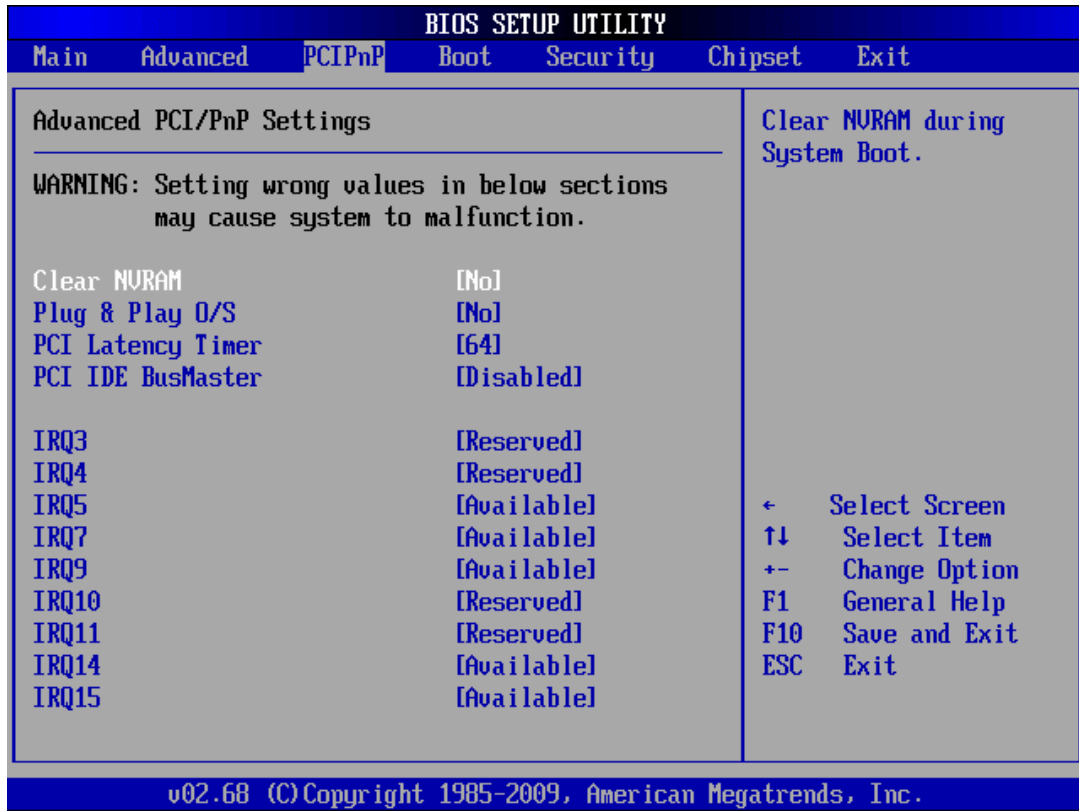 BIOS SETUP UTILITY
Main Advanced PCIPnP Boot Security Chipset Exit
Advanced PCI/PnP Settings
WARNING: Setting wrong values in below sections
may cause system to malfunction.
Clear NVRAM [No]
Plug & Play O/S [No]
PCI Latency Timer [64]
PCI IDE BusMaster [Disabled]
IRQ3 [Reserved]
IRQ4 [Reserved]
IRQ5 [Available]
IRQ7 [Available]
IRQ9 [Available]
IRQ10 [Reserved]
IRQ11 [Reserved]
IRQ14 [Available]
IRQ15 [Available]
Clear NVRAM during
System Boot.
← Select Screen
↑↓ Select Item
+- Change Option
F1 General Help
F10 Save and Exit
ESC Exit
v02.68 (C)Copyright 1985-2009, American Megatrends, Inc.